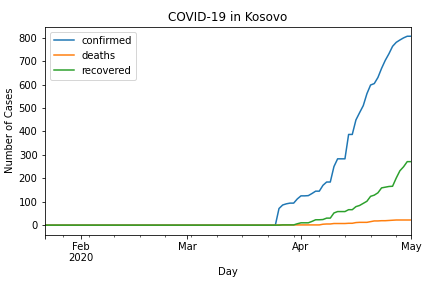 COVID-19 in Kosovo
confirmed
deaths
recovered
Number of Cases
800
700
600
500
400
300
200
100
0
Feb
2020
Mar
Apr
May
Day